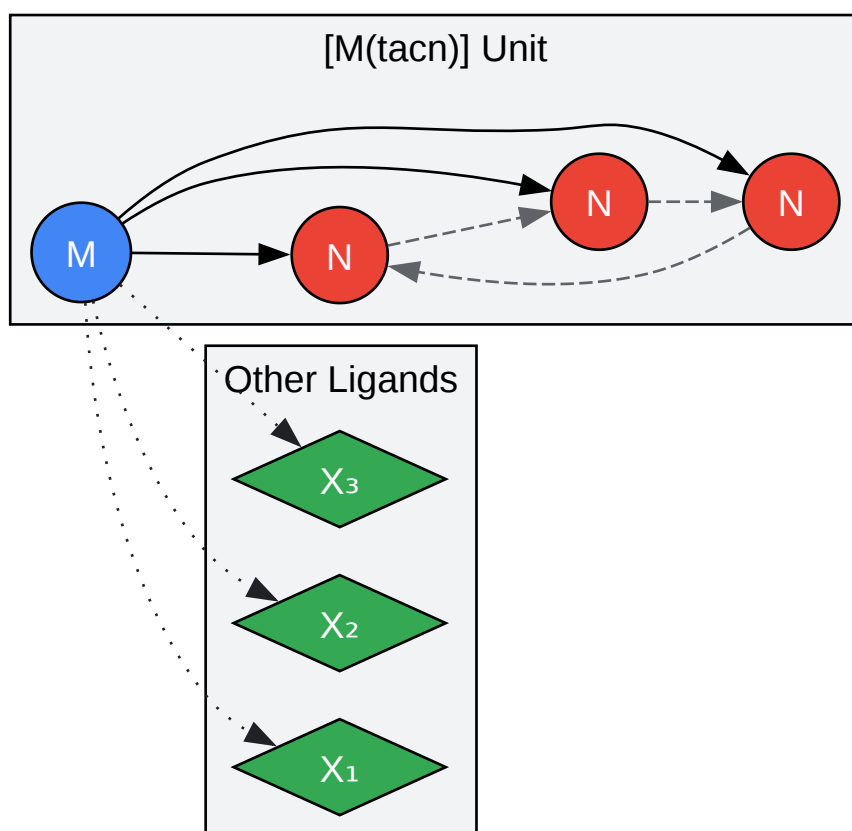 [M(tacn)] Unit
M
N
N
N
Other Ligands
X₃
X₂
X₁